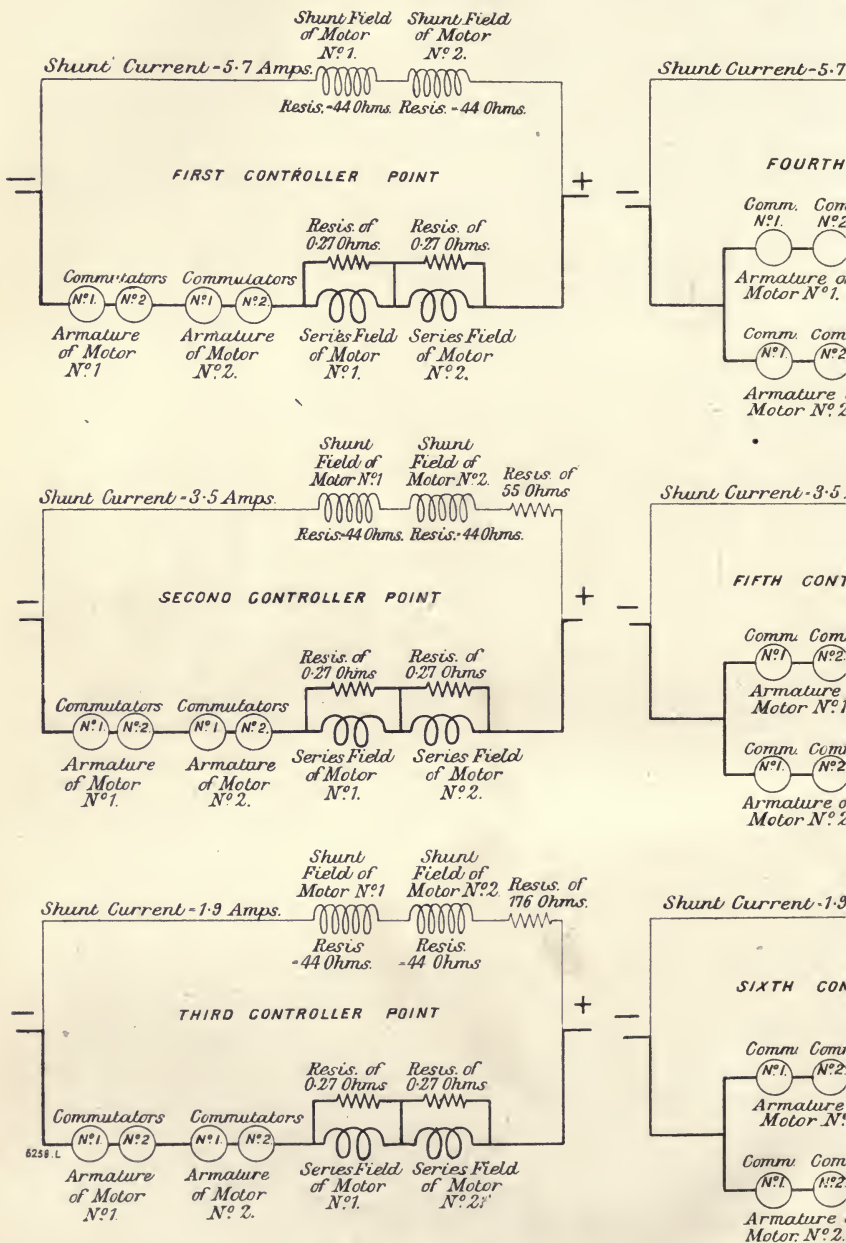 Shunt Field
of Motor
Nº1.
Shunt Field
of Motor
Nº2.
Shunt Current-5·7 Amps.
Resis.-44 Ohms. Resis.-44 Ohms.
FIRST CONTROLLER POINT
−
+
Resis. of
0·27 Ohms.
Resis. of
0·27 Ohms.
Commutators
Commutators
Nº1. Nº2 Nº1 Nº2.
Armature
of Motor
Nº1
Armature
of Motor
Nº2.
Series Field
of Motor
Nº1.
Series Field
of Motor
Nº2.
Shunt
Field of
Motor Nº1
Shunt
Field of
Motor Nº2.
Resis. of
55 Ohms
Shunt Current-3·5 Amps.
Resis.-44 Ohms. Resis.-44 Ohms.
SECOND CONTROLLER POINT
−
+
Resis. of
0·27 Ohms
Resis. of
0·27 Ohms
Commutators
Commutators
Nº1. Nº2. Nº1 Nº2.
Armature
of Motor
Nº1.
Armature
of Motor
Nº2.
Series Field
of Motor
Nº1.
Series Field
of Motor
Nº2.
Shunt
Field of
Motor Nº1
Shunt
Field of
Motor Nº2
Resis. of
176 Ohms.
Shunt Current-1·9 Amps.
Resis
-44 Ohms.
Resis.
-44 Ohms
THIRD CONTROLLER POINT
−
+
Resis. of
0·27 Ohms
Resis. of
0·27 Ohms
Commutators
Commutators
Nº1. Nº2 Nº1. Nº2.
6258.L
Armature
of Motor
Nº1.
Armature
of Motor
Nº2.
Series Field
of Motor
Nº1.
Series Field
of Motor
Nº2.
Shunt Current-5·7
FOURTH
−
Comm.
Nº1.
Nº2
Armature
Motor Nº1.
Comm.
Nº1. Nº2
Armature
Motor Nº2
Shunt Current-3·5
FIFTH
−
Comm.
Nº1 Nº2.
Armature
Motor Nº1
Comm.
Nº1. Nº2
Armature
Motor Nº2
Shunt Current-1·9
SIXTH
−
Comm
Nº1. Nº2.
Armature
Motor
Comm.
Nº1. Nº2.
Armature
Motor Nº2.